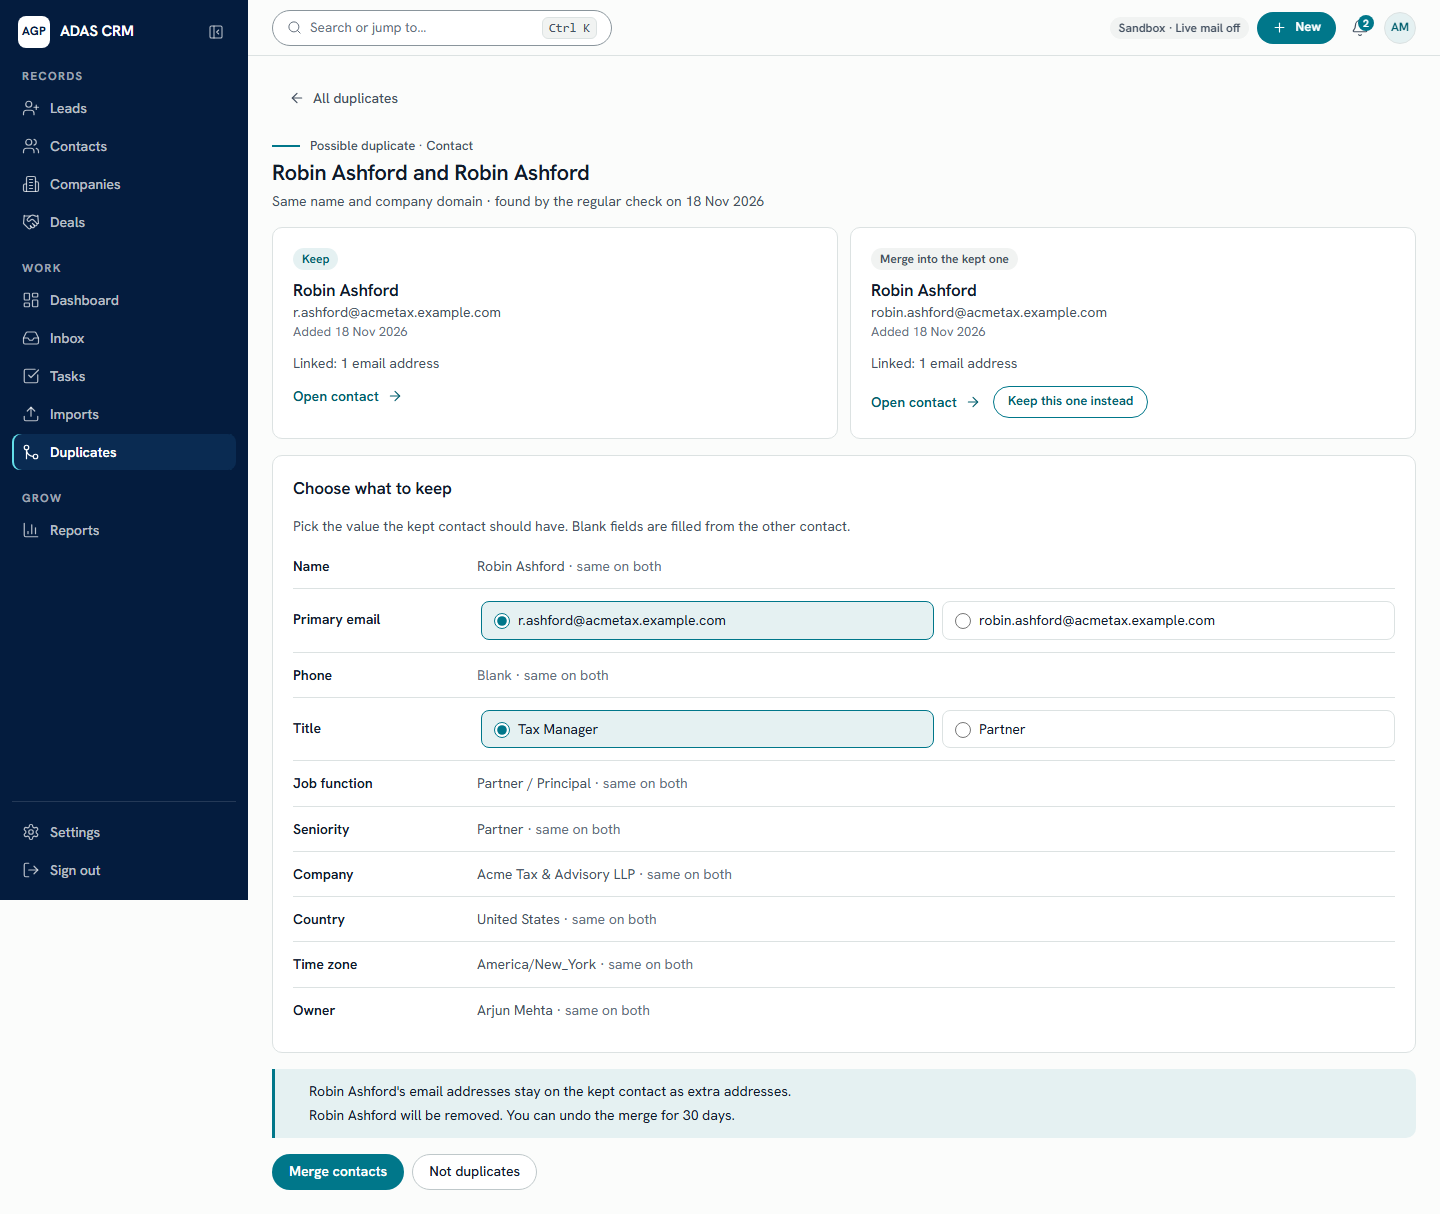 AGP ADAS CRM
RECORDS
Leads
Contacts
Companies
Deals
WORK
Dashboard
Inbox
Tasks
Imports
Duplicates
GROW
Reports
Settings
Sign out
Search or jump to... Ctrl K
Sandbox · Live mail off
New
2
AM
All duplicates
Possible duplicate · Contact
Robin Ashford and Robin Ashford
Same name and company domain · found by the regular check on 18 Nov 2026
Keep
Robin Ashford
r.ashford@acmetax.example.com
Added 18 Nov 2026
Linked: 1 email address
Open contact
Merge into the kept one
Robin Ashford
robin.ashford@acmetax.example.com
Added 18 Nov 2026
Linked: 1 email address
Open contact Keep this one instead
Choose what to keep
Pick the value the kept contact should have. Blank fields are filled from the other contact.
Name Robin Ashford · same on both
Primary email r.ashford@acmetax.example.com robin.ashford@acmetax.example.com
Phone Blank · same on both
Title Tax Manager Partner
Job function Partner / Principal · same on both
Seniority Partner · same on both
Company Acme Tax & Advisory LLP · same on both
Country United States · same on both
Time zone America/New_York · same on both
Owner Arjun Mehta · same on both
Robin Ashford's email addresses stay on the kept contact as extra addresses.
Robin Ashford will be removed. You can undo the merge for 30 days.
Merge contacts Not duplicates